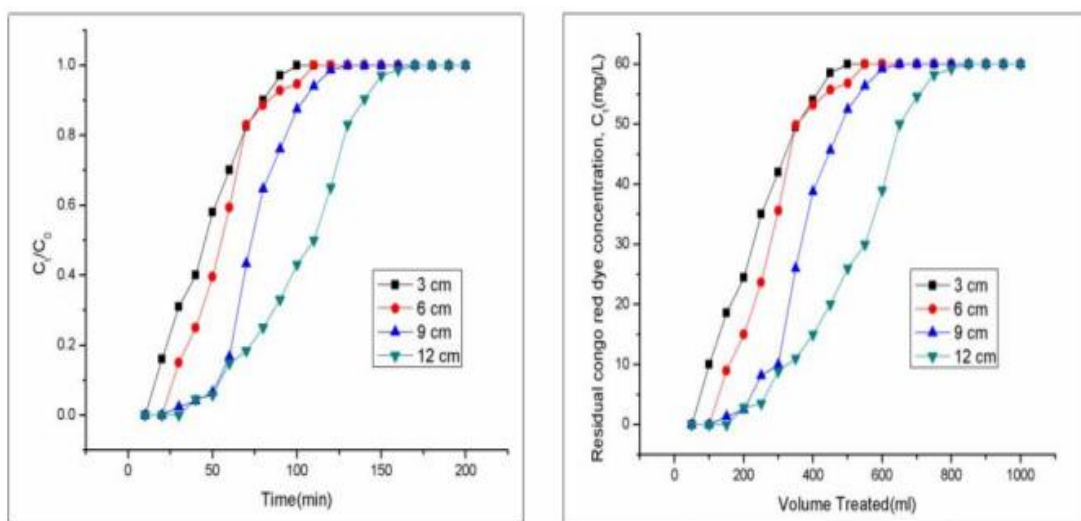 1.0
0.8
0.6
0.4
0.2
0.0
Ct/C0
0 50 100 150 200
Time(min)
3 cm
6 cm
9 cm
12 cm
60
50
40
30
20
10
0
Residual congo red dye concentration, Ct(mg/L)
0 200 400 600 800 1000
Volume Treated(ml)
3 cm
6 cm
9 cm
12 cm